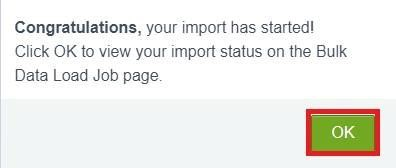 Congratulations, your import has started!
Click OK to view your import status on the Bulk
Data Load Job page.
OK